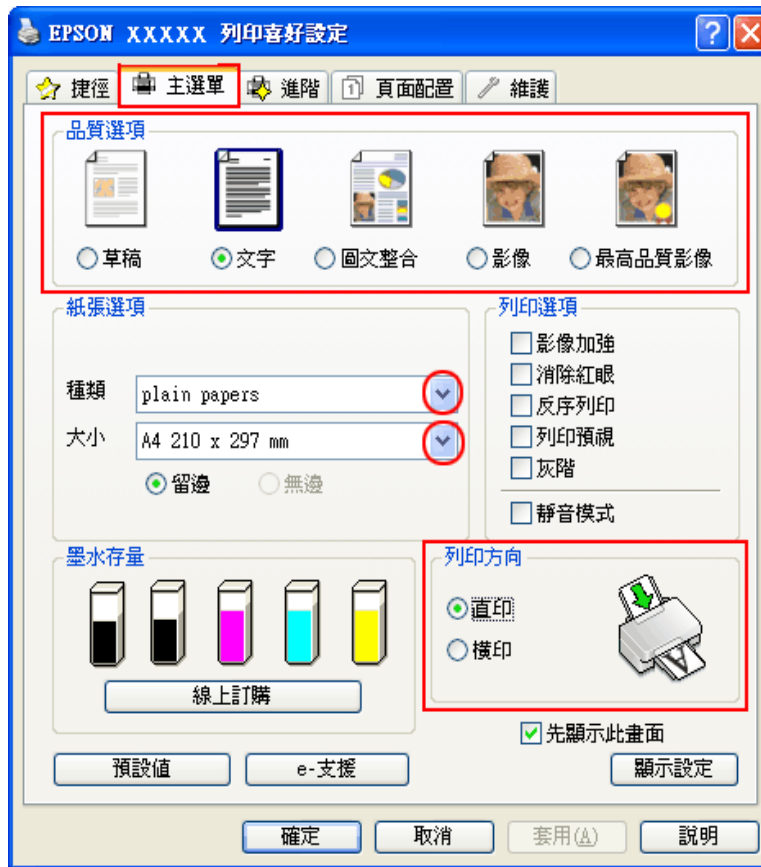 EPSON XXXXX 列印喜好設定
捷徑 主選單 進階 頁面配置 維護
品質選項
草稿 文字 圖文整合 影像 最高品質影像
紙張選項
種類 plain papers
大小 A4 210 x 297 mm
留邊 無邊
列印選項
影像加強
消除紅眼
反序列印
列印預視
灰階
靜音模式
墨水存量
線上訂購
列印方向
直印
橫印
先顯示此畫面
預設值 e-支援 顯示設定
確定 取消 套用(A) 說明